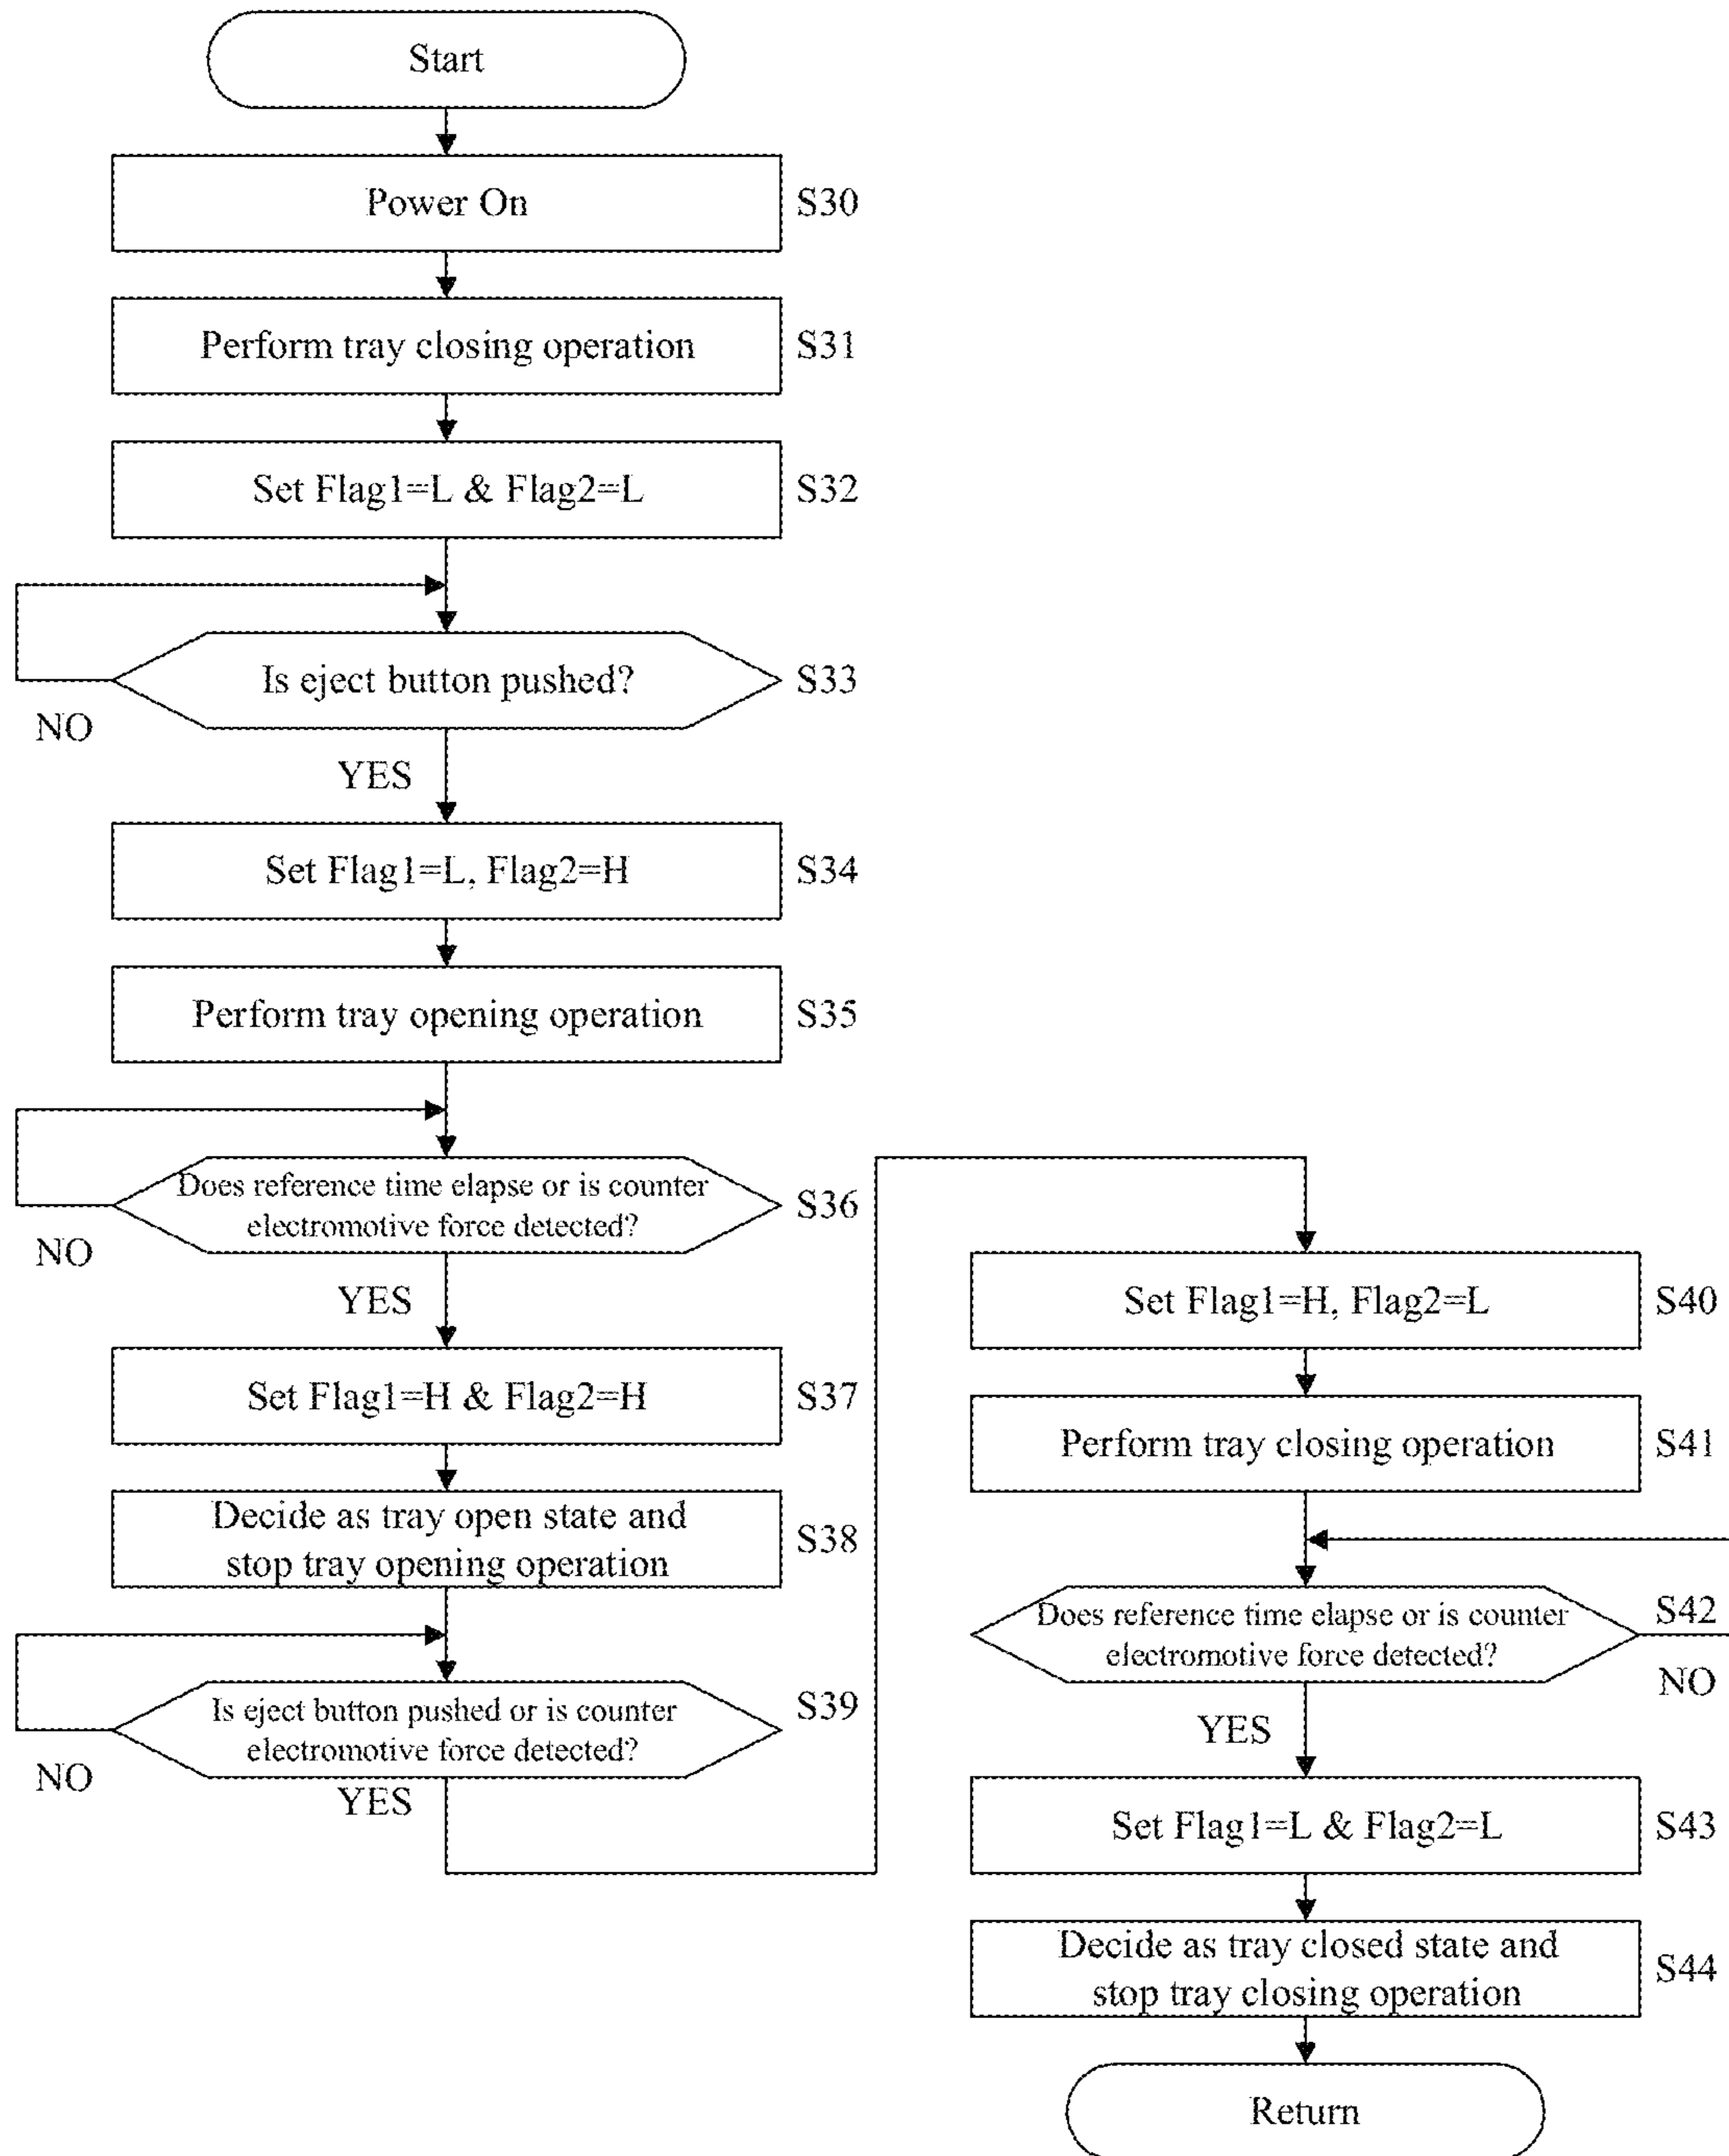 Start
Power On
S30
Perform tray closing operation
S31
Set Flag1=L & Flag2=L
S32
Is eject button pushed?
S33
NO
YES
Set Flag1=L, Flag2=H
S34
Perform tray opening operation
S35
Does reference time elapse or is counter
electromotive force detected?
S36
NO
YES
Set Flag1=H & Flag2=H
S37
Decide as tray open state and
stop tray opening operation
S38
Is eject button pushed or is counter
electromotive force detected?
S39
NO
YES
Set Flag1=H, Flag2=L
S40
Perform tray closing operation
S41
Does reference time elapse or is counter
electromotive force detected?
S42
NO
YES
Set Flag1=L & Flag2=L
S43
Decide as tray closed state and
stop tray closing operation
S44
Return